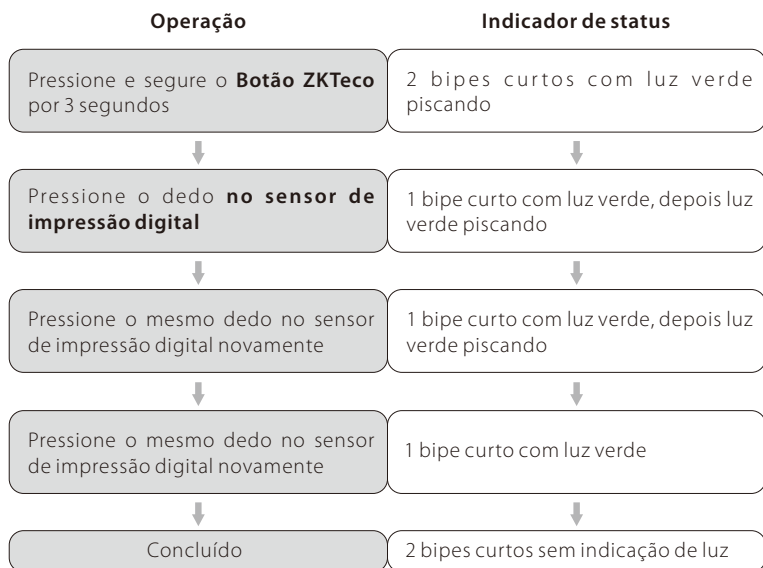 Operação
Indicador de status
Pressione e segure o Botão ZKTeco
por 3 segundos
2 bipes curtos com luz verde
piscando
Pressione o dedo no sensor de
impressão digital
1 bipe curto com luz verde, depois luz
verde piscando
Pressione o mesmo dedo no sensor
de impressão digital novamente
1 bipe curto com luz verde, depois luz
verde piscando
Pressione o mesmo dedo no sensor
de impressão digital novamente
1 bipe curto com luz verde
Concluído
2 bipes curtos sem indicação de luz